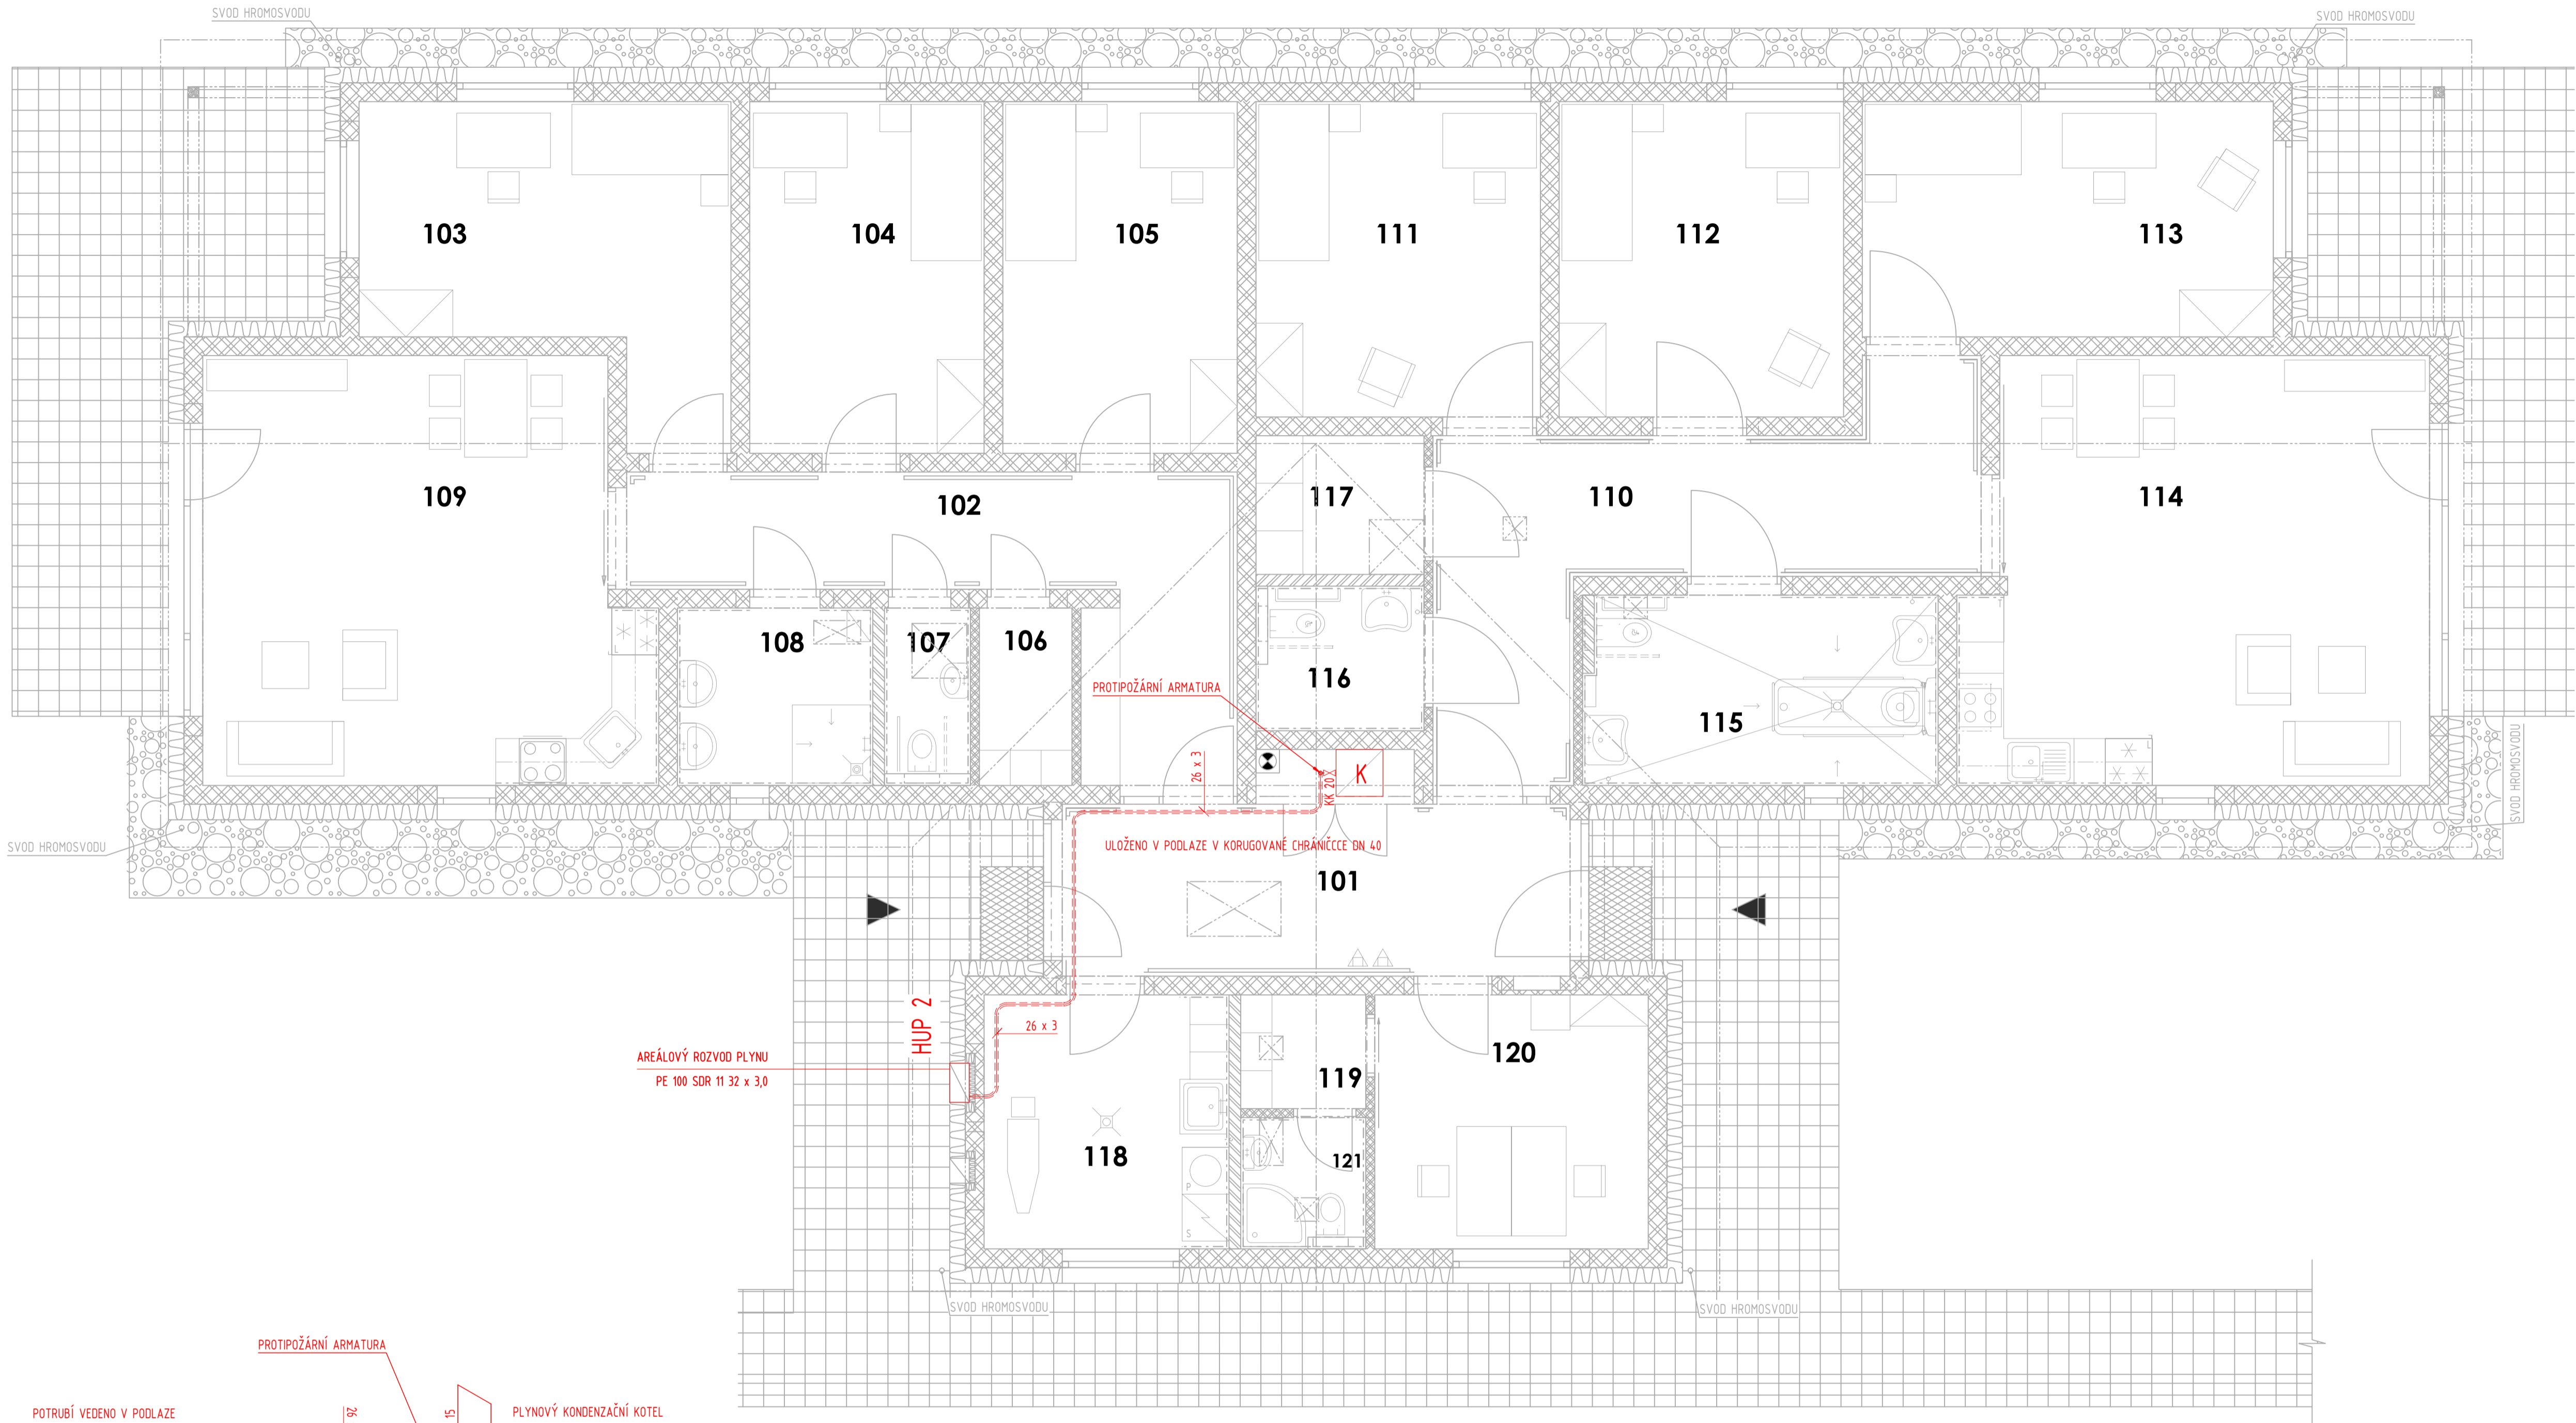 SVOD HROMOSVODU
SVOD HROMOSVODU
103
104
105
111
112
113
109
102
117
110
114
108
107
106
116
115
PROTIPOŽÁRNÍ ARMATURA
26 x 3
KK 20
K
SVOD HROMOSVODU
SVOD HROMOSVODU
ULOŽENO V PODLAZE V KORUGOVANÉ CHRÁNIČCCE DN 40
101
HUP 2
26 x 3
AREÁLOVÝ ROZVOD PLYNU
PE 100 SDR 11 32 x 3,0
120
119
118
121
P
S
SVOD HROMOSVODU
SVOD HROMOSVODU
PROTIPOŽÁRNÍ ARMATURA
POTRUBÍ VEDENO V PODLAZE
26
15
PLYNOVÝ KONDENZAČNÍ KOTEL